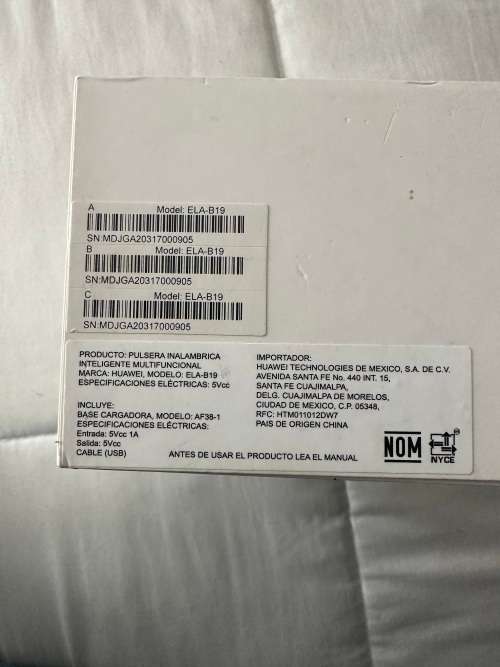 A Model: ELA-B19
SN:MDJGA20317000905
B Model: ELA-B19
SN:MDJGA20317000905
C Model: ELA-B19
SN:MDJGA20317000905
PRODUCTO: PULSERA INALAMBRICA
INTELIGENTE MULTIFUNCIONAL
MARCA: HUAWEI, MODELO: ELA-B19
ESPECIFICACIONES ELÉCTRICAS: 5Vcc
INCLUYE:
BASE CARGADORA, MODELO: AF38-1
ESPECIFICACIONES ELÉCTRICAS:
Entrada: 5Vcc 1A
Salida: 5Vcc
CABLE (USB)
IMPORTADOR:
HUAWEI TECHNOLOGIES DE MEXICO, S.A. DE C.V.
AVENIDA SANTA FE No. 440 INT. 15,
SANTA FE CUAJIMALPA,
DELG. CUAJIMALPA DE MORELOS,
CIUDAD DE MEXICO, C.P. 05348,
RFC: HTM011012DW7
PAIS DE ORIGEN CHINA
ANTES DE USAR EL PRODUCTO LEA EL MANUAL
NOM
NYCE